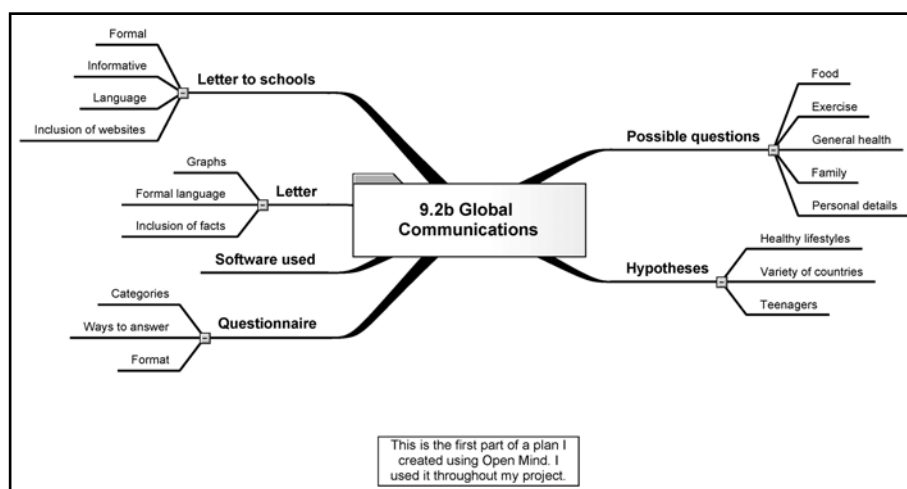 Formal
Informative
Language
Inclusion of websites
Letter to schools
Graphs
Formal language
Inclusion of facts
Letter
Software used
Categories
Ways to answer
Format
Questionnaire
9.2b Global
Communications
Possible questions
Food
Exercise
General health
Family
Personal details
Hypotheses
Healthy lifestyles
Variety of countries
Teenagers
This is the first part of a plan I
created using Open Mind. I
used it throughout my project.